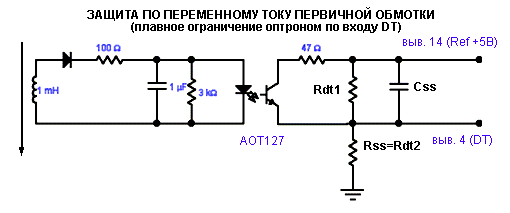 ЗАЩИТА ПО ПЕРЕМЕННОМУ ТОКУ ПЕРВИЧНОЙ ОБМОТКИ
(плавное ограничение оптроном по входу DT)
100 Ω
47 Ω
выв. 14 (Ref +5В)
1 mH
1 µF
3 kΩ
Rdt1
Css
АОТ127
выв. 4 (DT)
Rss=Rdt2